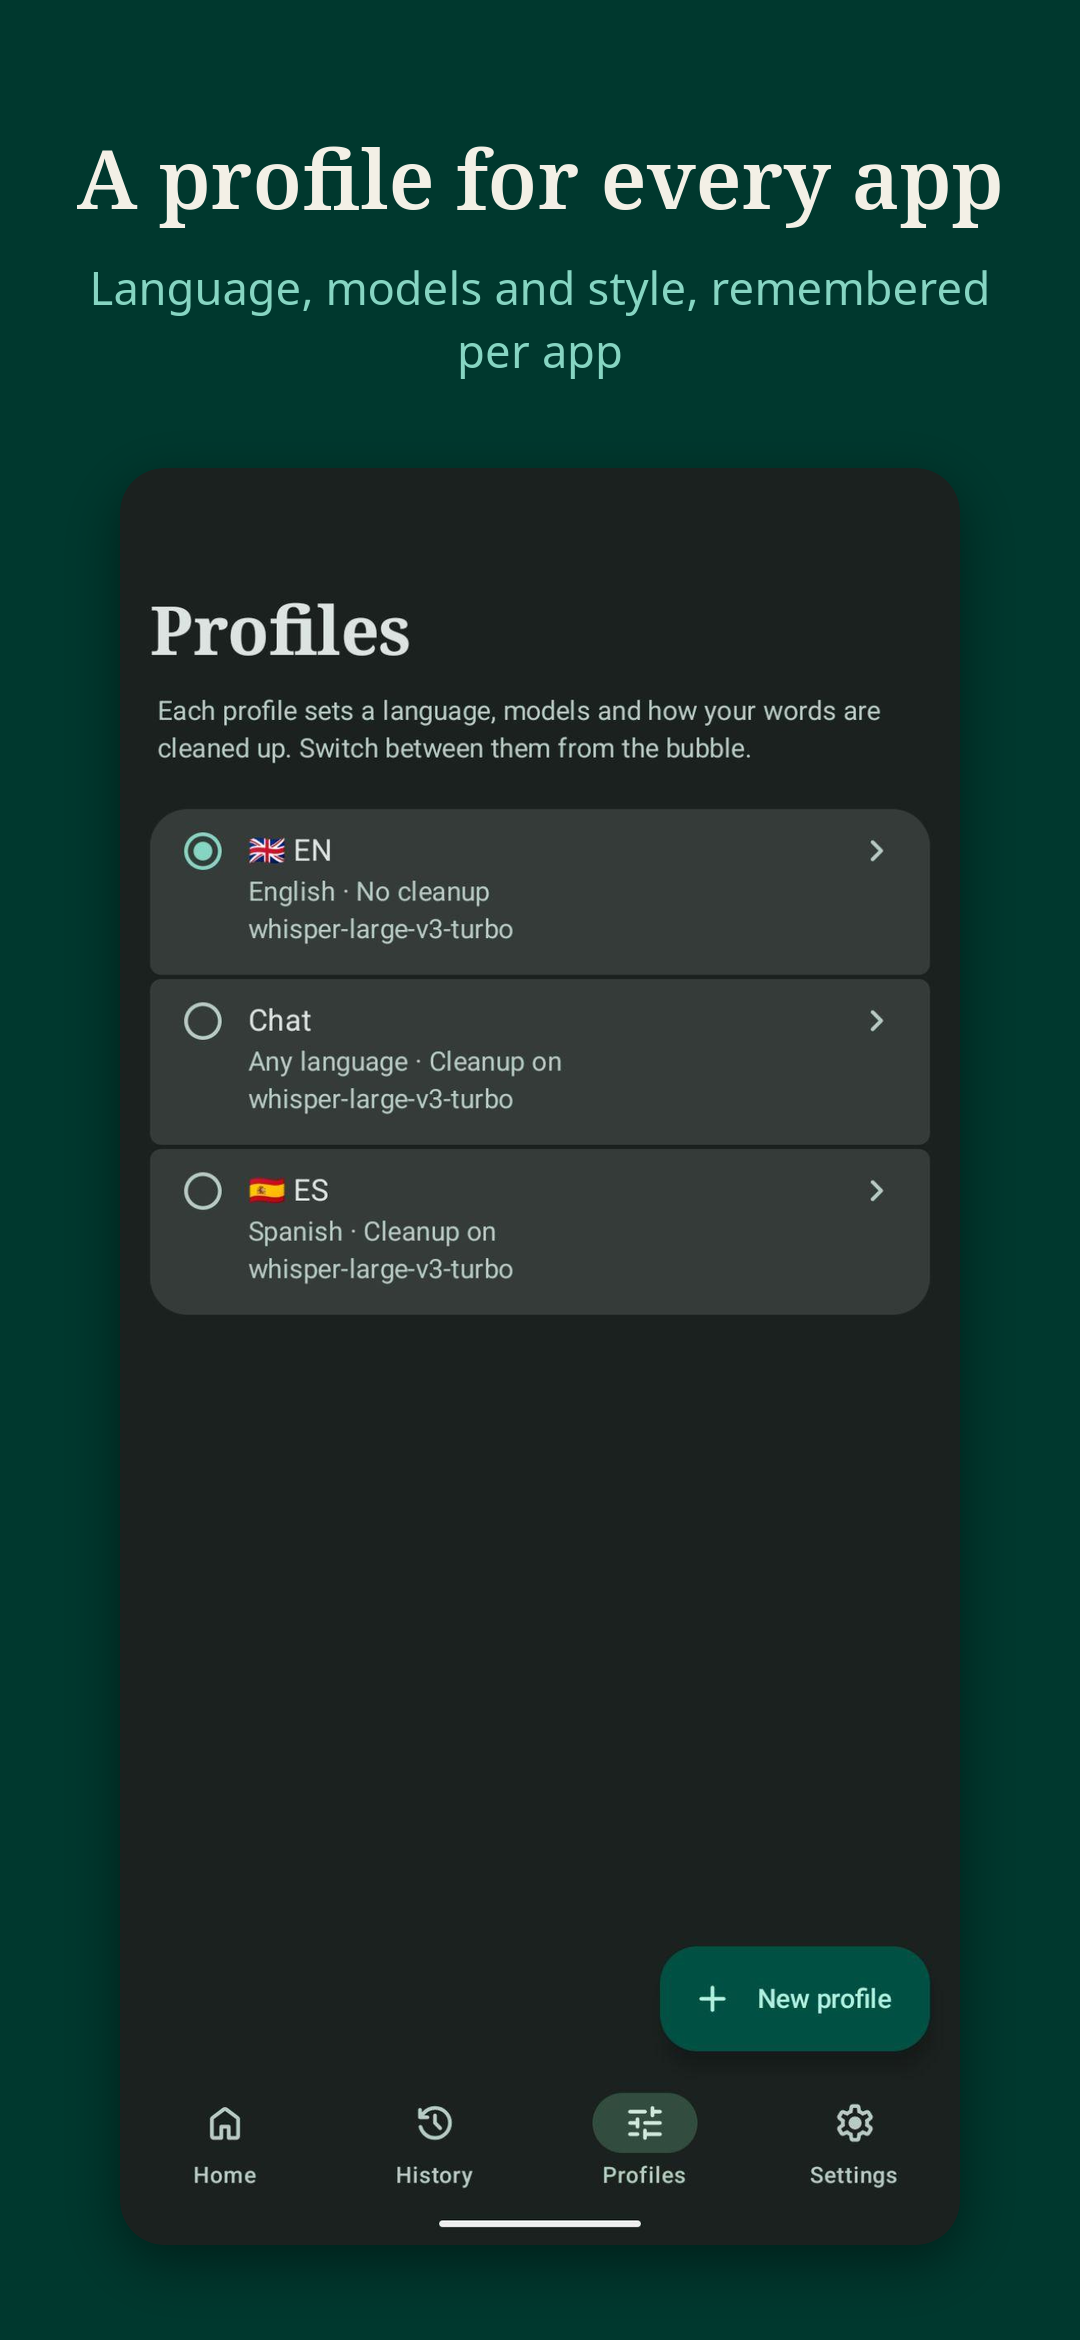 A profile for every app
Language, models and style, remembered
per app
Profiles
Each profile sets a language, models and how your words are
cleaned up. Switch between them from the bubble.
🇬🇧 EN
English · No cleanup
whisper-large-v3-turbo
Chat
Any language · Cleanup on
whisper-large-v3-turbo
🇪🇸 ES
Spanish · Cleanup on
whisper-large-v3-turbo
New profile
Home
History
Profiles
Settings